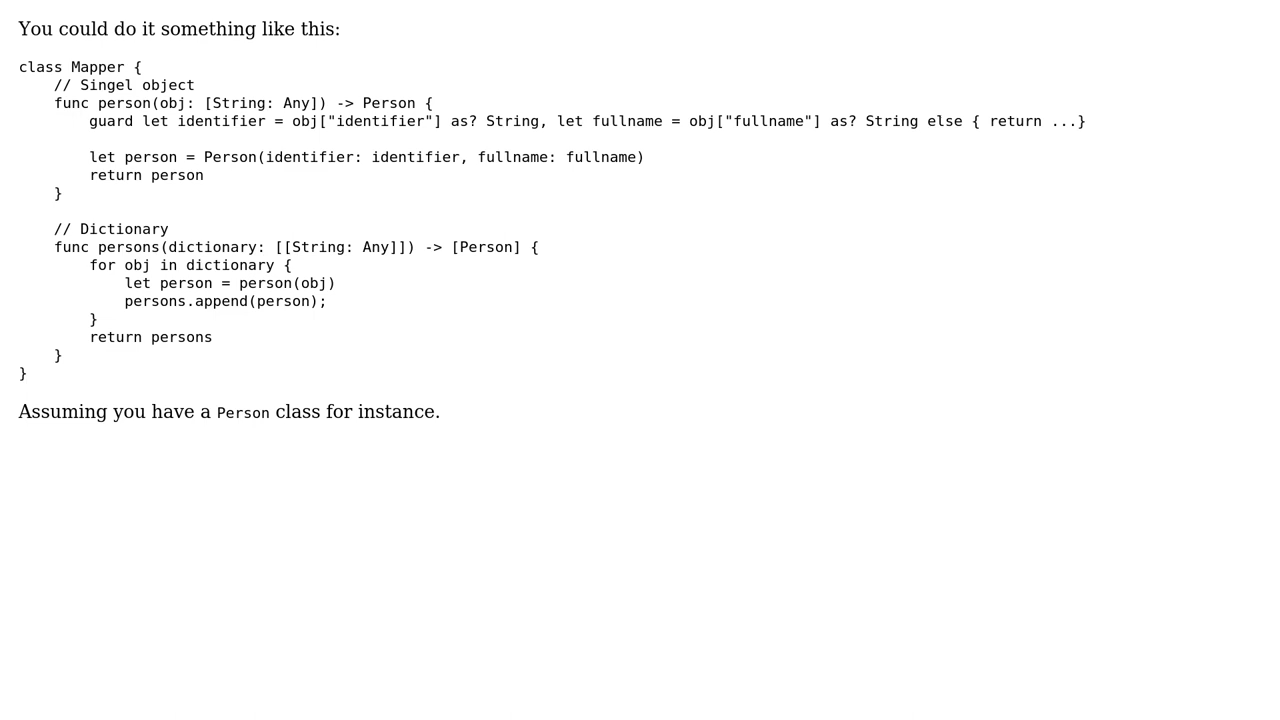 You could do it something like this:
class Mapper {
    // Singel object
    func person(obj: [String: Any]) -> Person {
        guard let identifier = obj["identifier"] as? String, let fullname = obj["fullname"] as? String else { return ...}

        let person = Person(identifier: identifier, fullname: fullname)
        return person
    }

    // Dictionary
    func persons(dictionary: [[String: Any]]) -> [Person] {
        for obj in dictionary {
            let person = person(obj)
            persons.append(person);
        }
        return persons
    }
}
Assuming you have a Person class for instance.